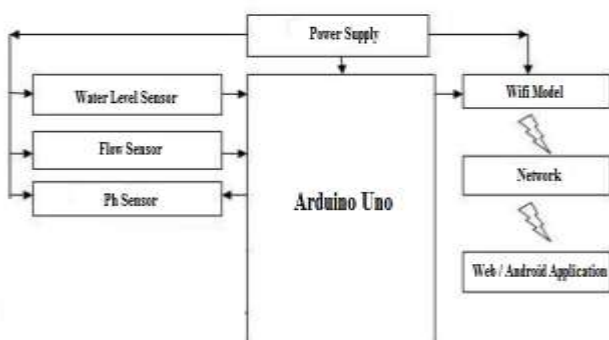 Power Supply
Water Level Sensor
Wifi Model
Flow Sensor
Network
Ph Sensor
Arduino Uno
Web / Android Application